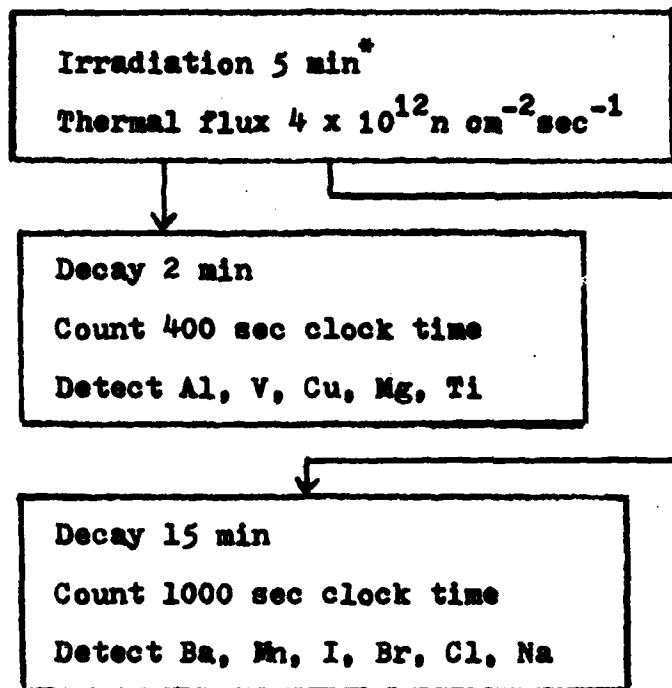 Irradiation 5 min*
Thermal flux 4 x 10¹²n cm⁻²sec⁻¹
Decay 2 min
Count 400 sec clock time
Detect Al, V, Cu, Mg, Ti
Decay 15 min
Count 1000 sec clock time
Detect Ba, Mn, I, Br, Cl, Na